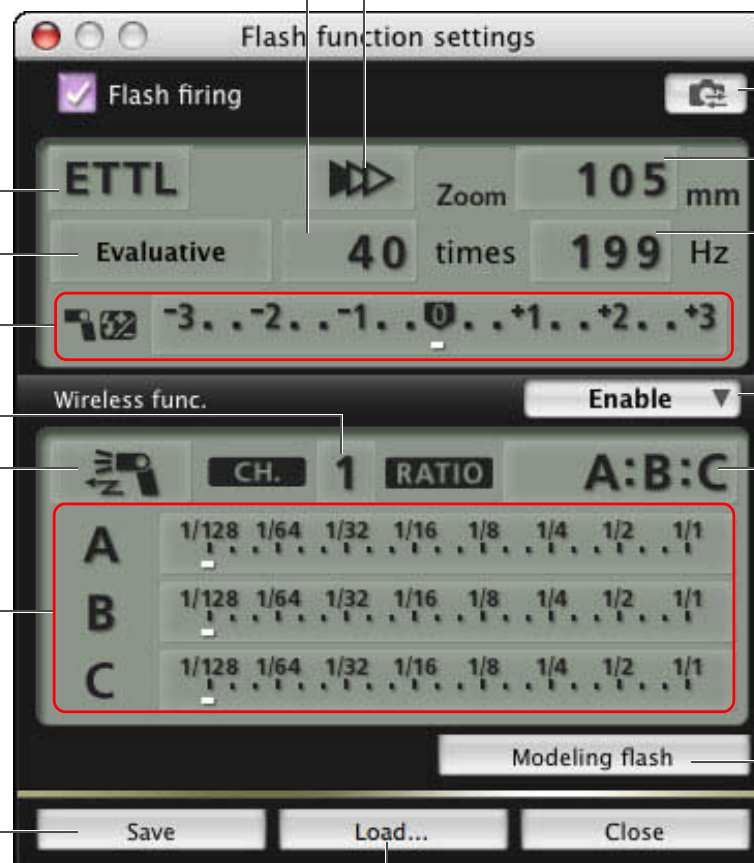 Flash function settings
Flash firing
ETTL Zoom 105 mm
Evaluative 40 times 199 Hz
-3..-2..-1..0..+1..+2..+3
Wireless func. Enable
CH. 1 RATIO A:B:C
A 1/128 1/64 1/32 1/16 1/8 1/4 1/2 1/1
B 1/128 1/64 1/32 1/16 1/8 1/4 1/2 1/1
C 1/128 1/64 1/32 1/16 1/8 1/4 1/2 1/1
Modeling flash
Save Load... Close